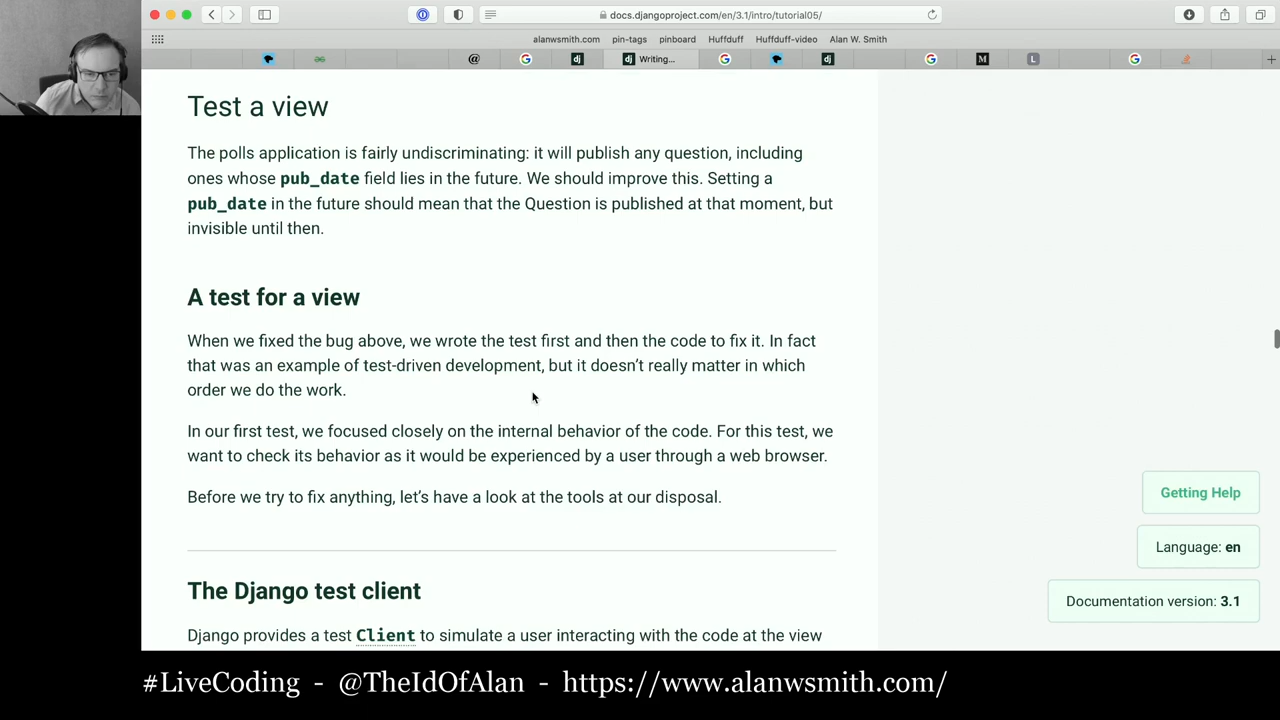 docs.djangoproject.com/en/3.1/intro/tutorial05/
alanwsmith.com pin-tags pinboard Huffduff Huffduff-video Alan W. Smith
@ G dj dj Writing... G dj G M L G
Test a view
The polls application is fairly undiscriminating: it will publish any question, including
ones whose pub_date field lies in the future. We should improve this. Setting a
pub_date in the future should mean that the Question is published at that moment, but
invisible until then.
A test for a view
When we fixed the bug above, we wrote the test first and then the code to fix it. In fact
that was an example of test-driven development, but it doesn't really matter in which
order we do the work.
In our first test, we focused closely on the internal behavior of the code. For this test, we
want to check its behavior as it would be experienced by a user through a web browser.
Before we try to fix anything, let's have a look at the tools at our disposal.
Getting Help
Language: en
The Django test client
Documentation version: 3.1
Django provides a test Client to simulate a user interacting with the code at the view
#LiveCoding - @TheIdOfAlan - https://www.alanwsmith.com/